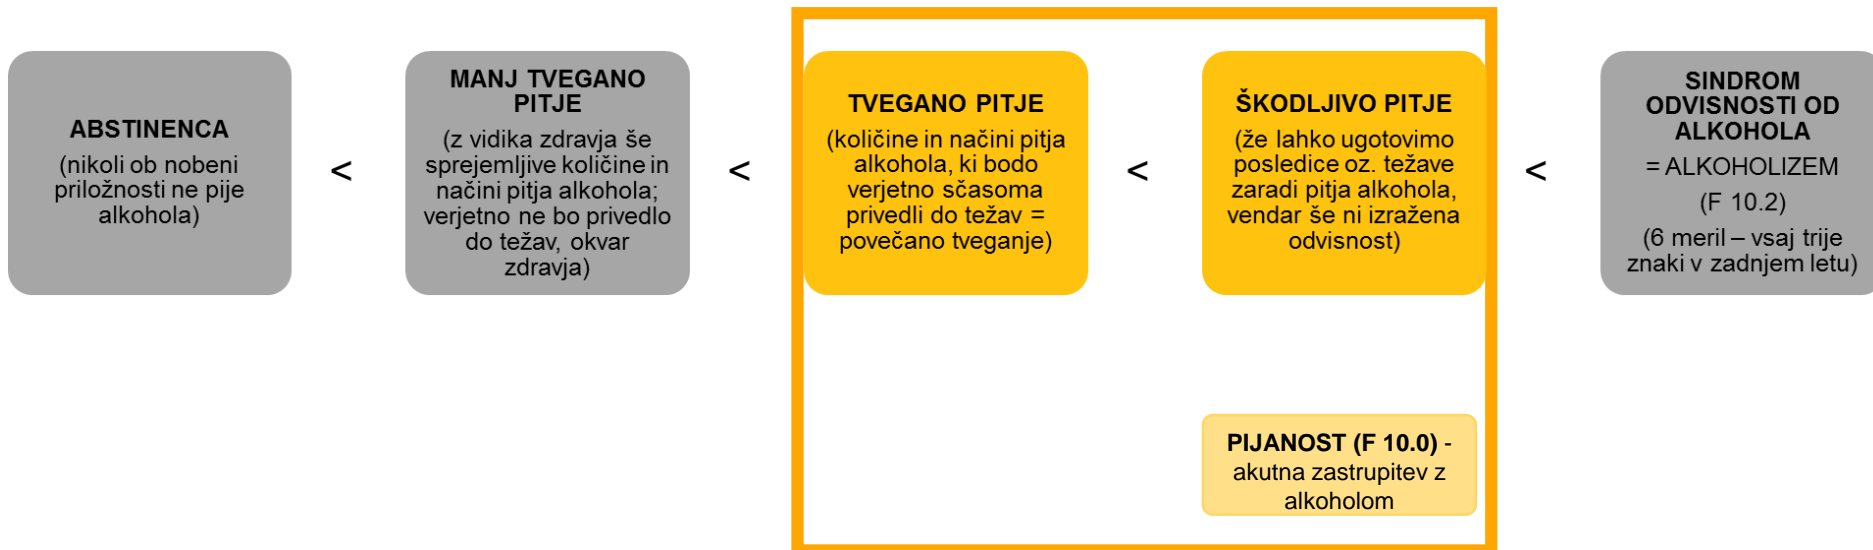 ABSTINENCA
(nikoli ob nobeni
priložnosti ne pije
alkohola)
<
MANJ TVEGANO
PITJE
(z vidika zdravja še
sprejemljive količine in
načini pitja alkohola;
verjetno ne bo privedlo
do težav, okvar
zdravja)
<
TVEGANO PITJE
(količine in načini pitja
alkohola, ki bodo
verjetno sčasoma
privedli do težav =
povečano tveganje)
<
ŠKODLJIVO PITJE
(že lahko ugotovimo
posledice oz. težave
zaradi pitja alkohola,
vendar še ni izražena
odvisnost)
<
SINDROM
ODVISNOSTI OD
ALKOHOLA
= ALKOHOLIZEM
(F 10.2)
(6 meril – vsaj trije
znaki v zadnjem letu)
PIJANOST (F 10.0) -
akutna zastrupitev z
alkoholom